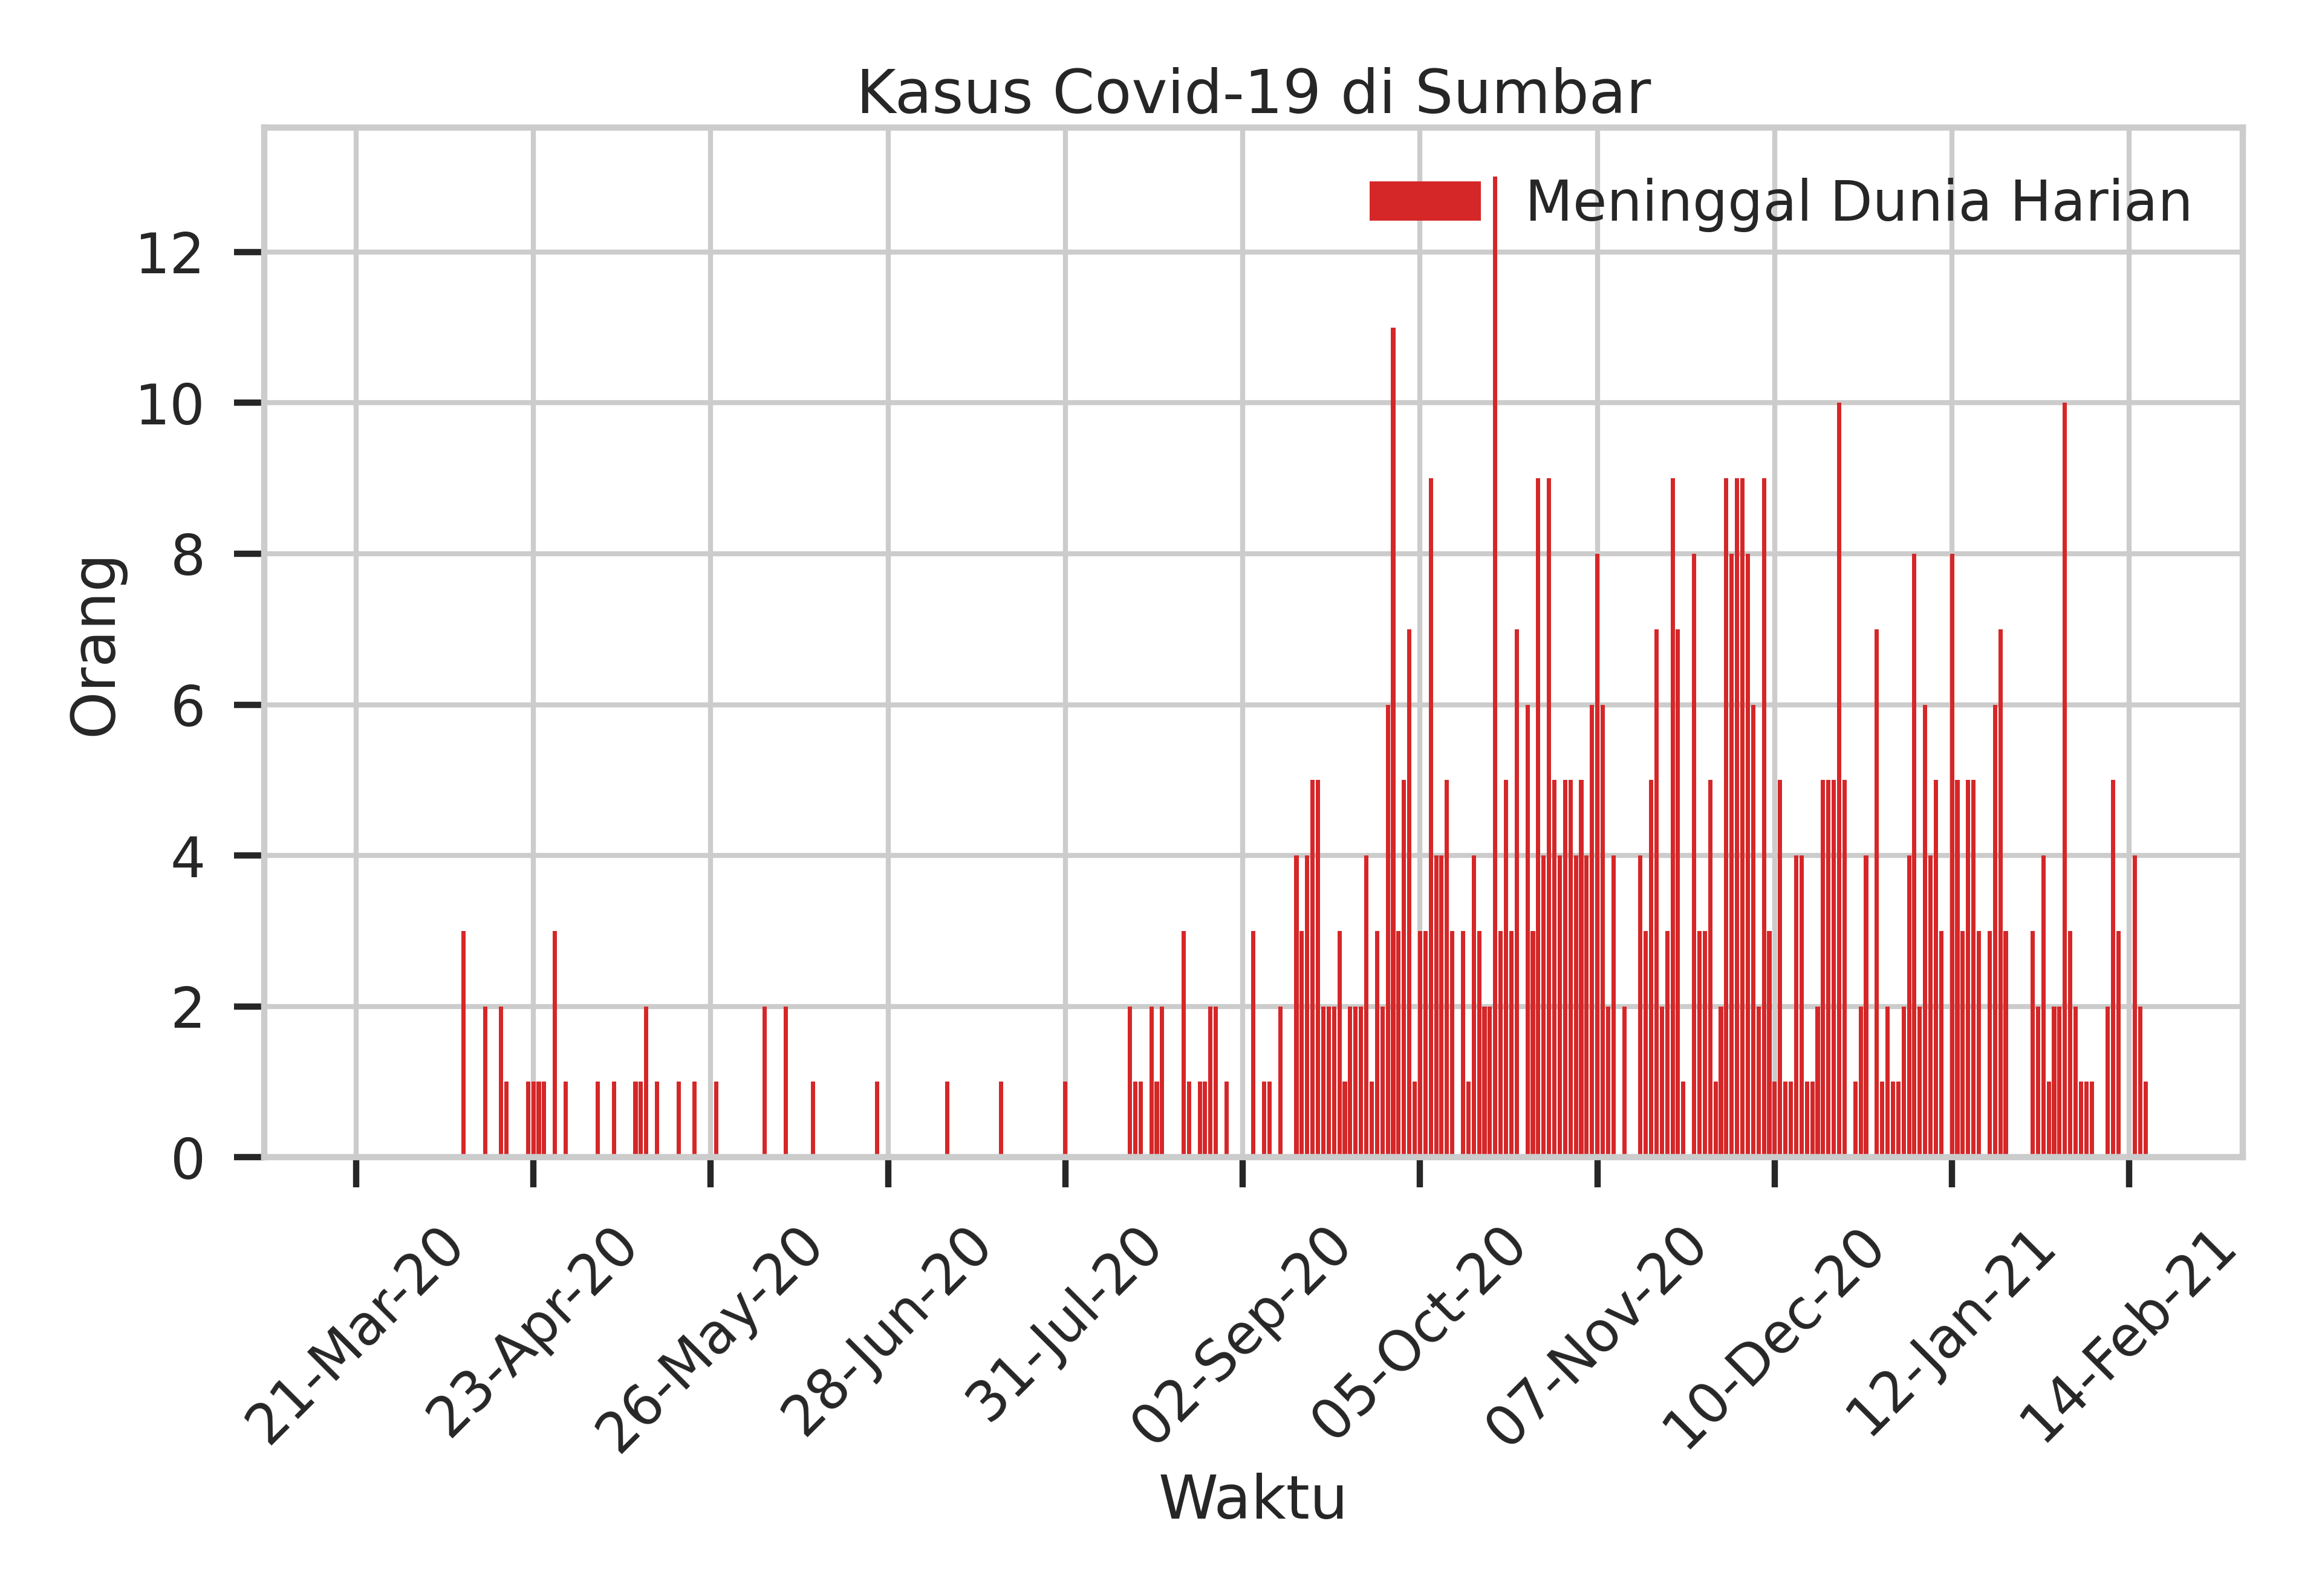 Kasus Covid-19 di Sumbar
Meninggal Dunia Harian
Orang
12
10
8
6
4
2
0
21-Mar-20
23-Apr-20
26-May-20
28-Jun-20
31-Jul-20
02-Sep-20
05-Oct-20
07-Nov-20
10-Dec-20
12-Jan-21
14-Feb-21
Waktu